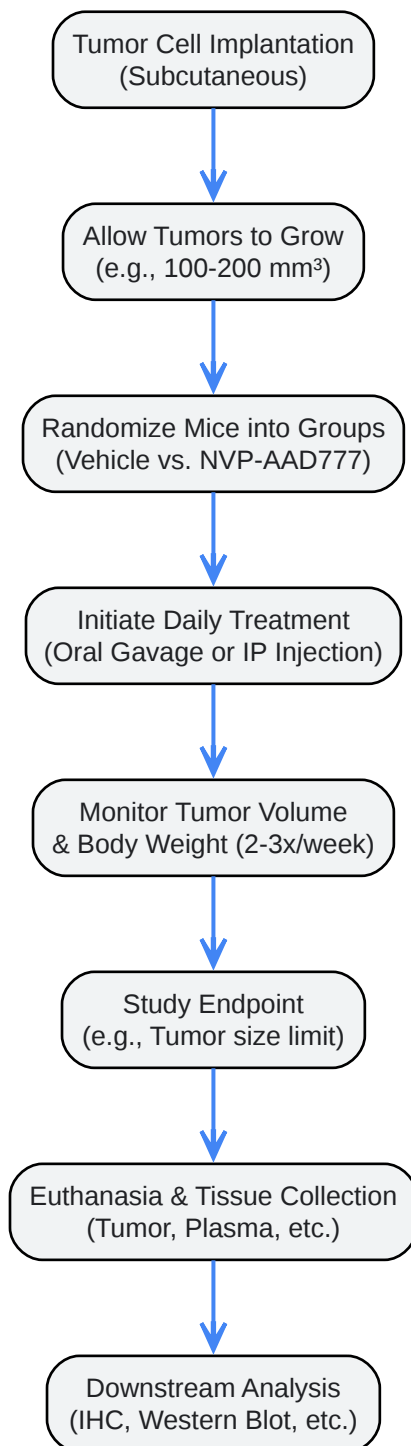 Tumor Cell Implantation
(Subcutaneous)
Allow Tumors to Grow
(e.g., 100-200 mm³)
Randomize Mice into Groups
(Vehicle vs. NVP-AAD777)
Initiate Daily Treatment
(Oral Gavage or IP Injection)
Monitor Tumor Volume
& Body Weight (2-3x/week)
Study Endpoint
(e.g., Tumor size limit)
Euthanasia & Tissue Collection
(Tumor, Plasma, etc.)
Downstream Analysis
(IHC, Western Blot, etc.)